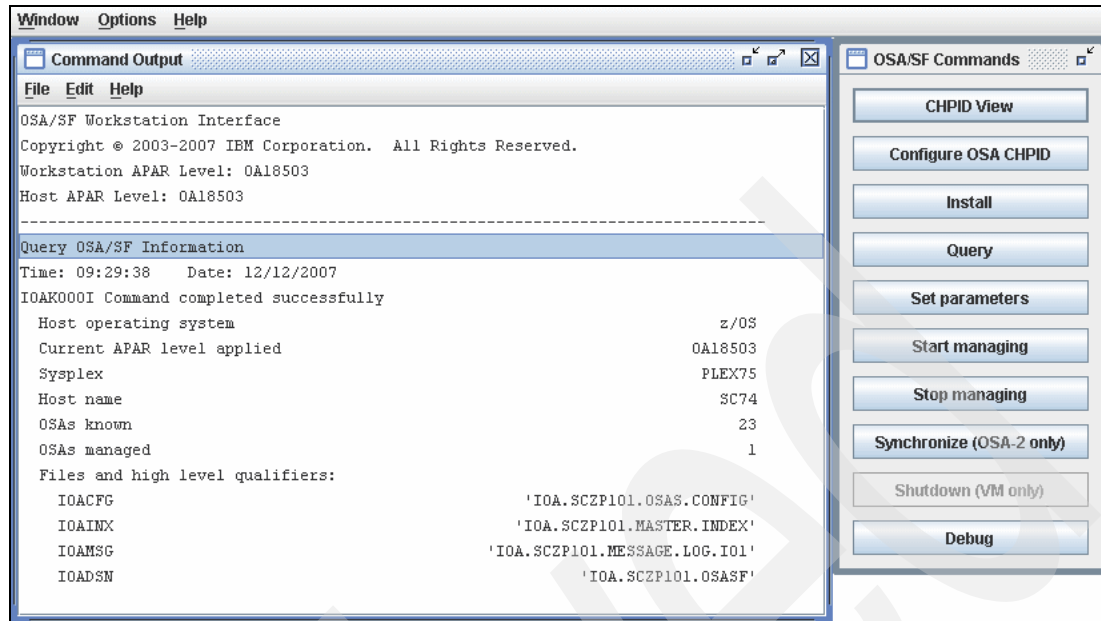 Window Options Help
Command Output
File Edit Help
OSA/SF Workstation Interface
Copyright © 2003-2007 IBM Corporation. All Rights Reserved.
Workstation APAR Level: OA18503
Host APAR Level: OA18503
--------------------------------------------------------------------------------
Query OSA/SF Information
Time: 09:29:38 Date: 12/12/2007
IOAK000I Command completed successfully
Host operating system z/OS
Current APAR level applied OA18503
Sysplex PLEX75
Host name SC74
OSAs known 23
OSAs managed 1
Files and high level qualifiers:
IOACFG 'IOA.SCZP101.OSAS.CONFIG'
IOAINX 'IOA.SCZP101.MASTER.INDEX'
IOAMSG 'IOA.SCZP101.MESSAGE.LOG.IO1'
IOADSN 'IOA.SCZP101.OSASF'
OSA/SF Commands
CHPID View
Configure OSA CHPID
Install
Query
Set parameters
Start managing
Stop managing
Synchronize (OSA-2 only)
Shutdown (VM only)
Debug